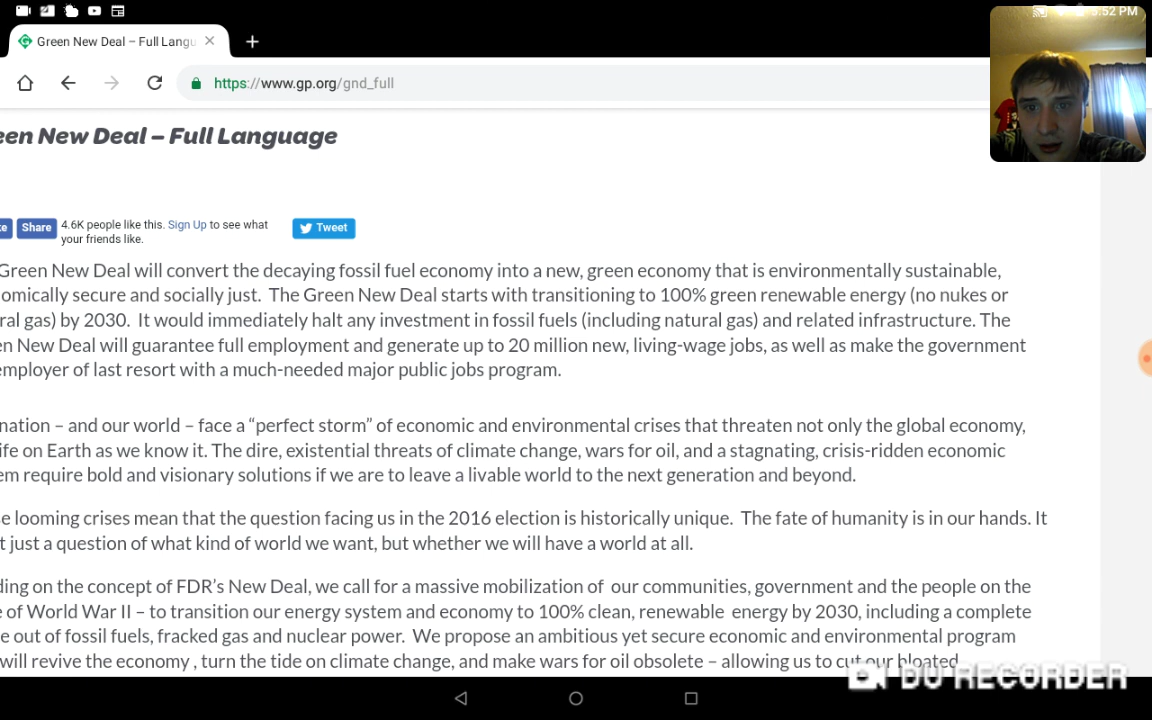 5:52 PM
Green New Deal – Full Langu
https://www.gp.org/gnd_full
een New Deal – Full Language
ke Share 4.6K people like this. Sign Up to see what
your friends like.
Tweet
Green New Deal will convert the decaying fossil fuel economy into a new, green economy that is environmentally sustainable,
omically secure and socially just. The Green New Deal starts with transitioning to 100% green renewable energy (no nukes or
ral gas) by 2030. It would immediately halt any investment in fossil fuels (including natural gas) and related infrastructure. The
en New Deal will guarantee full employment and generate up to 20 million new, living-wage jobs, as well as make the government
employer of last resort with a much-needed major public jobs program.
nation – and our world – face a “perfect storm” of economic and environmental crises that threaten not only the global economy,
ife on Earth as we know it. The dire, existential threats of climate change, wars for oil, and a stagnating, crisis-ridden economic
em require bold and visionary solutions if we are to leave a livable world to the next generation and beyond.
e looming crises mean that the question facing us in the 2016 election is historically unique. The fate of humanity is in our hands. It
t just a question of what kind of world we want, but whether we will have a world at all.
ding on the concept of FDR’s New Deal, we call for a massive mobilization of our communities, government and the people on the
e of World War II – to transition our energy system and economy to 100% clean, renewable energy by 2030, including a complete
e out of fossil fuels, fracked gas and nuclear power. We propose an ambitious yet secure economic and environmental program
will revive the economy , turn the tide on climate change, and make wars for oil obsolete – allowing us to cut our bloated
DU RECORDER